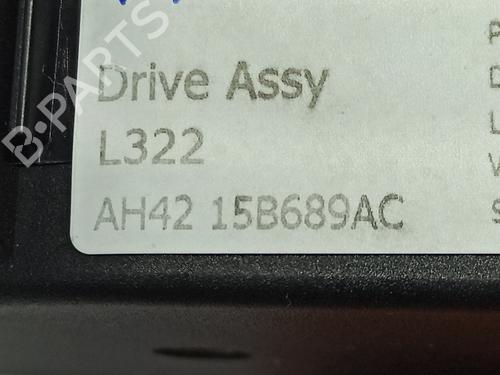 Drive Assy
L322
AH42 15B689AC
P
D
L
V
S
B-PARTS